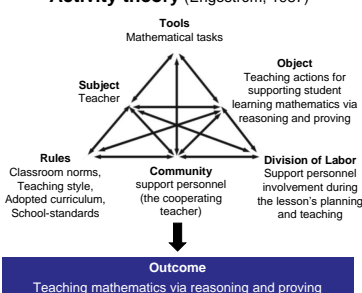 Activity theory (Engeström, 1987)
Tools
Mathematical tasks
Subject
Teacher
Object
Teaching actions for
supporting student
learning mathematics via
reasoning and proving
Rules
Classroom norms,
Teaching style,
Adopted curriculum,
School-standards
Community
support personnel
(the cooperating
teacher)
Division of Labor
Support personnel
involvement during
the lesson's planning
and teaching
Outcome
Teaching mathematics via reasoning and proving